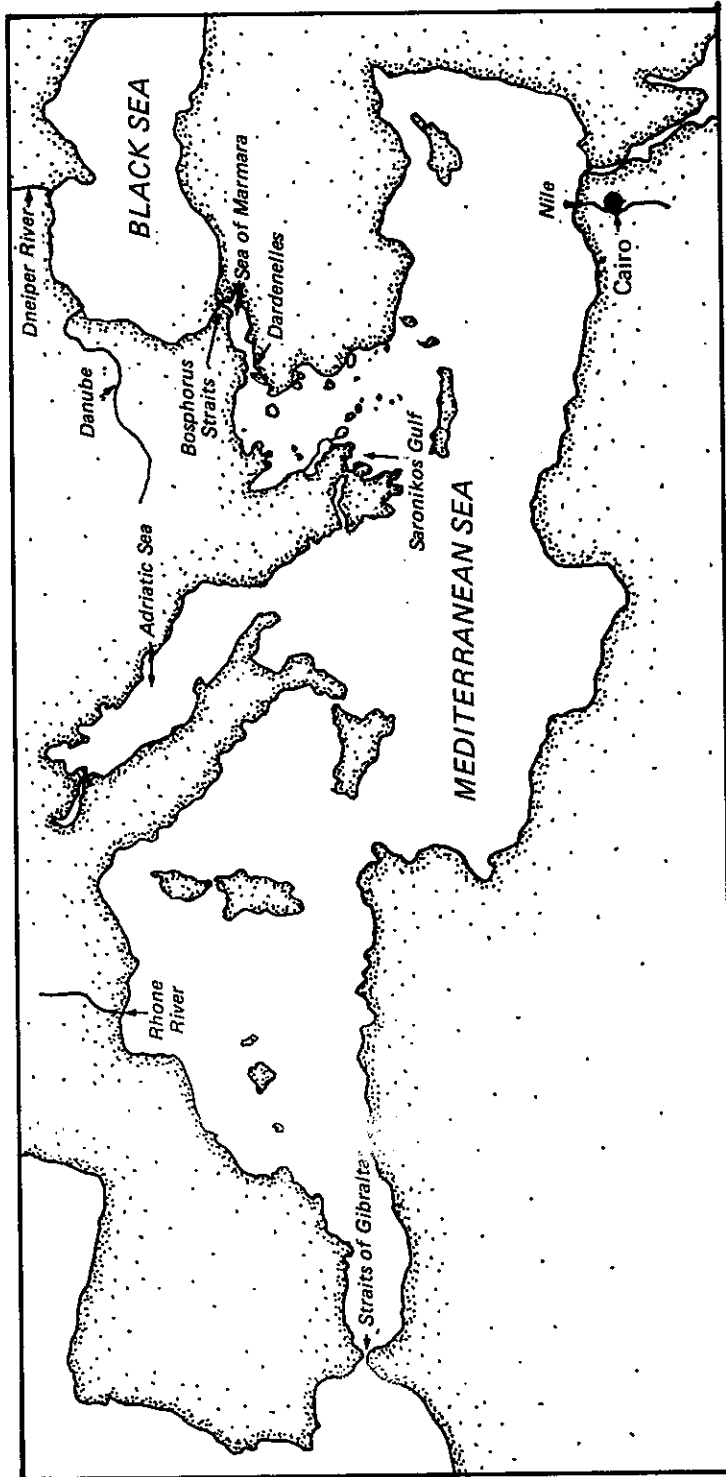 Dneiper River
BLACK SEA
Danube
Sea of Marmara
Bosphorus
Straits
Dardenelles
Adriatic Sea
Saronikos Gulf
Rhone
River
MEDITERRANEAN SEA
Nile
Cairo
Straits of Gibralta